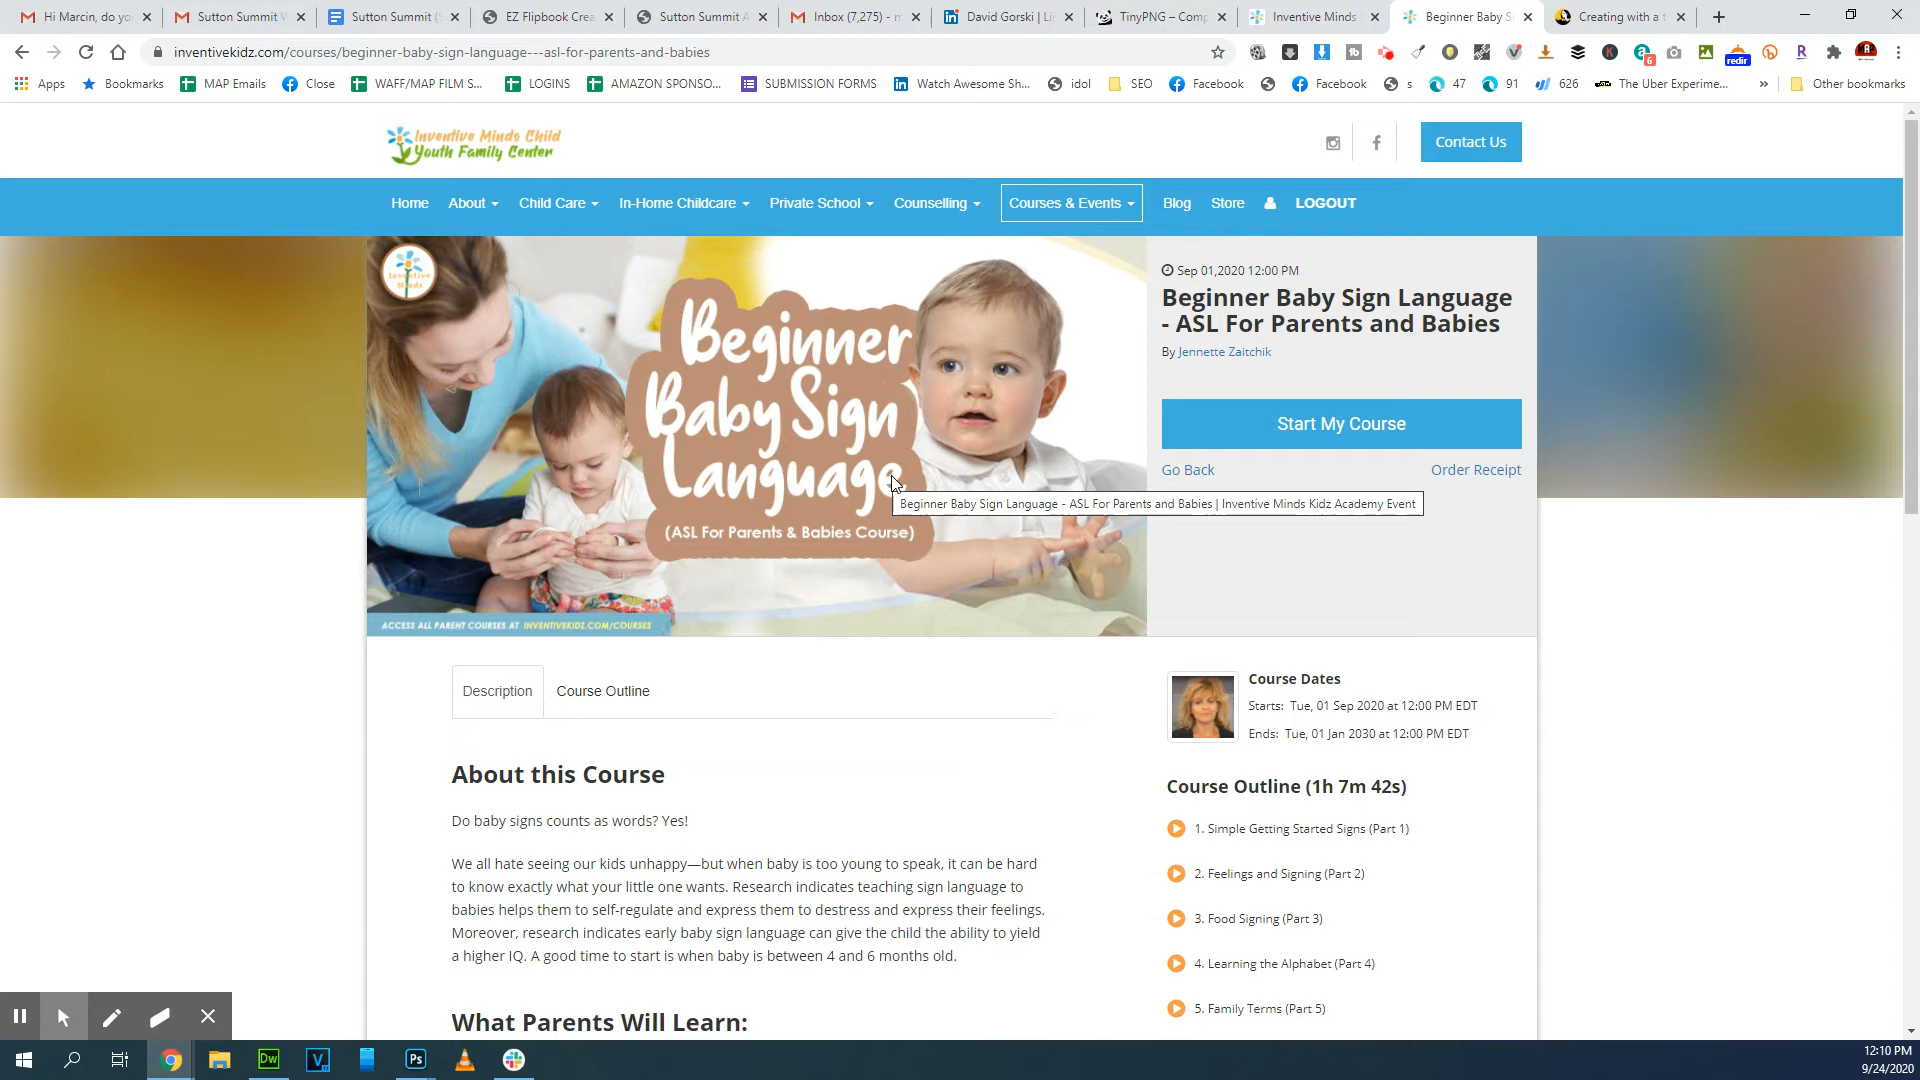 Hi Marcin, do yo
Sutton Summit W
Sutton Summit (S
EZ Flipbook Crea
Sutton Summit A
Inbox (7,275) - m
David Gorski | Li
TinyPNG – Comp
Inventive Minds
Beginner Baby S
Creating with a t
inventivekidz.com/courses/beginner-baby-sign-language---asl-for-parents-and-babies
6
redir
Apps
Bookmarks
MAP Emails
Close
WAFF/MAP FILM S...
LOGINS
AMAZON SPONSO...
SUBMISSION FORMS
Watch Awesome Sh...
idol
SEO
Facebook
Facebook
s
47
91
626
The Uber Experime...
Other bookmarks
Inventive Minds Child
Youth Family Center
Contact Us
Home
About
Child Care
In-Home Childcare
Private School
Counselling
Courses & Events
Blog
Store
LOGOUT
Inventive
Minds
Beginner
Baby Sign
Language
(ASL For Parents & Babies Course)
ACCESS ALL PARENT COURSES AT INVENTIVEKIDZ.COM/COURSES
Sep 01,2020 12:00 PM
Beginner Baby Sign Language
- ASL For Parents and Babies
By Jennette Zaitchik
Start My Course
Go Back
Order Receipt
Beginner Baby Sign Language - ASL For Parents and Babies | Inventive Minds Kidz Academy Event
Description
Course Outline
About this Course
Do baby signs counts as words? Yes!
We all hate seeing our kids unhappy—but when baby is too young to speak, it can be hard
to know exactly what your little one wants. Research indicates teaching sign language to
babies helps them to self-regulate and express them to destress and express their feelings.
Moreover, research indicates early baby sign language can give the child the ability to yield
a higher IQ. A good time to start is when baby is between 4 and 6 months old.
What Parents Will Learn:
Course Dates
Starts: Tue, 01 Sep 2020 at 12:00 PM EDT
Ends: Tue, 01 Jan 2030 at 12:00 PM EDT
Course Outline (1h 7m 42s)
1. Simple Getting Started Signs (Part 1)
2. Feelings and Signing (Part 2)
3. Food Signing (Part 3)
4. Learning the Alphabet (Part 4)
5. Family Terms (Part 5)
Dw
V
Ps
12:10 PM
9/24/2020